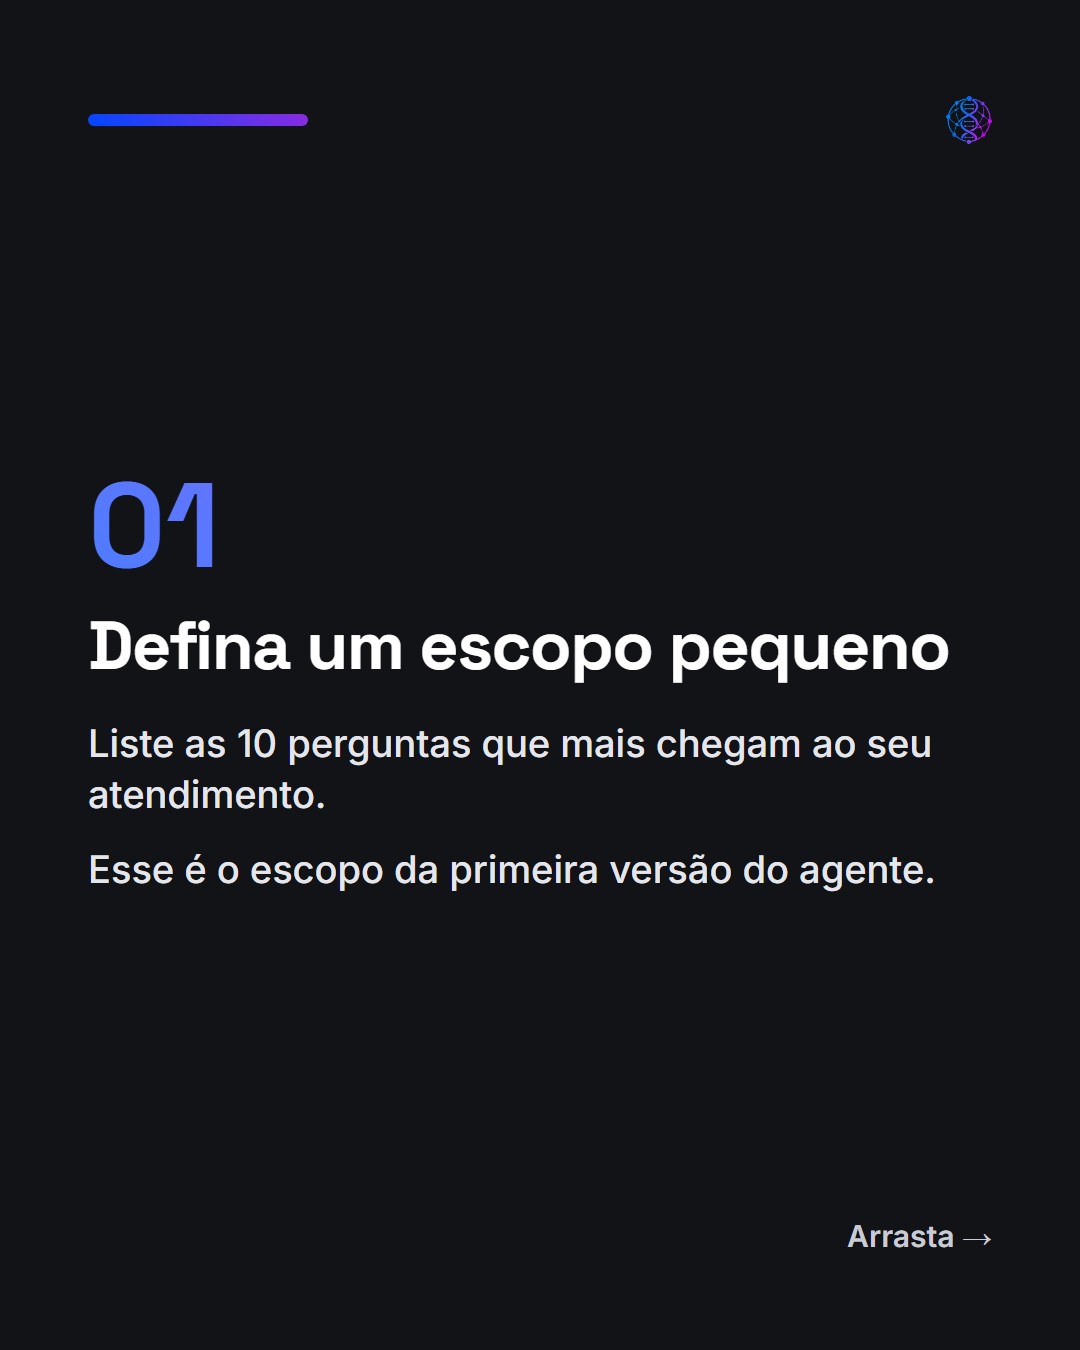 01
Defina um escopo pequeno
Liste as 10 perguntas que mais chegam ao seu
atendimento.
Esse é o escopo da primeira versão do agente.
Arrasta →